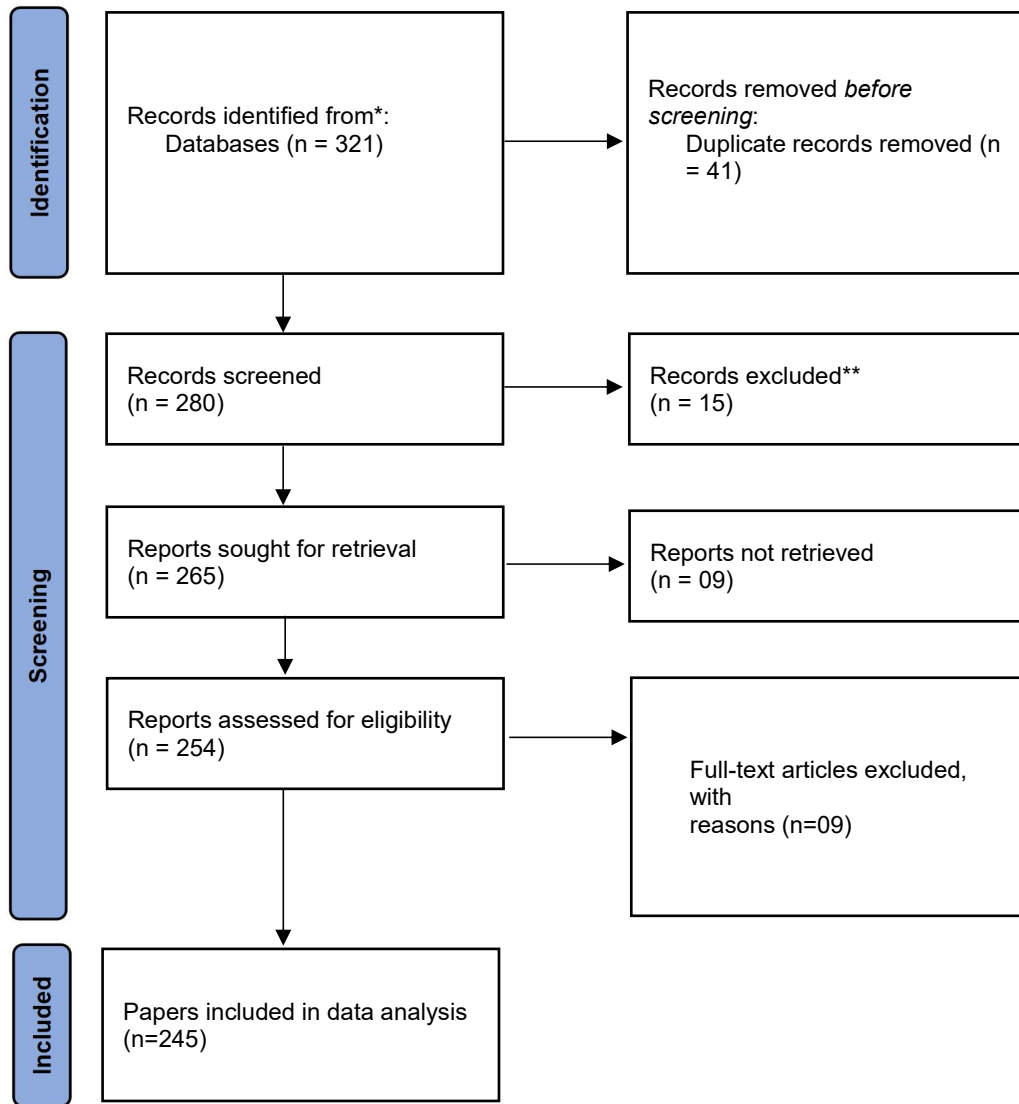 Identification
Records identified from*:
Databases (n = 321)
Records removed before
screening:
Duplicate records removed (n
= 41)
Screening
Records screened
(n = 280)
Records excluded**
(n = 15)
Reports sought for retrieval
(n = 265)
Reports not retrieved
(n = 09)
Reports assessed for eligibility
(n = 254)
Full-text articles excluded,
with
reasons (n=09)
Included
Papers included in data analysis
(n=245)